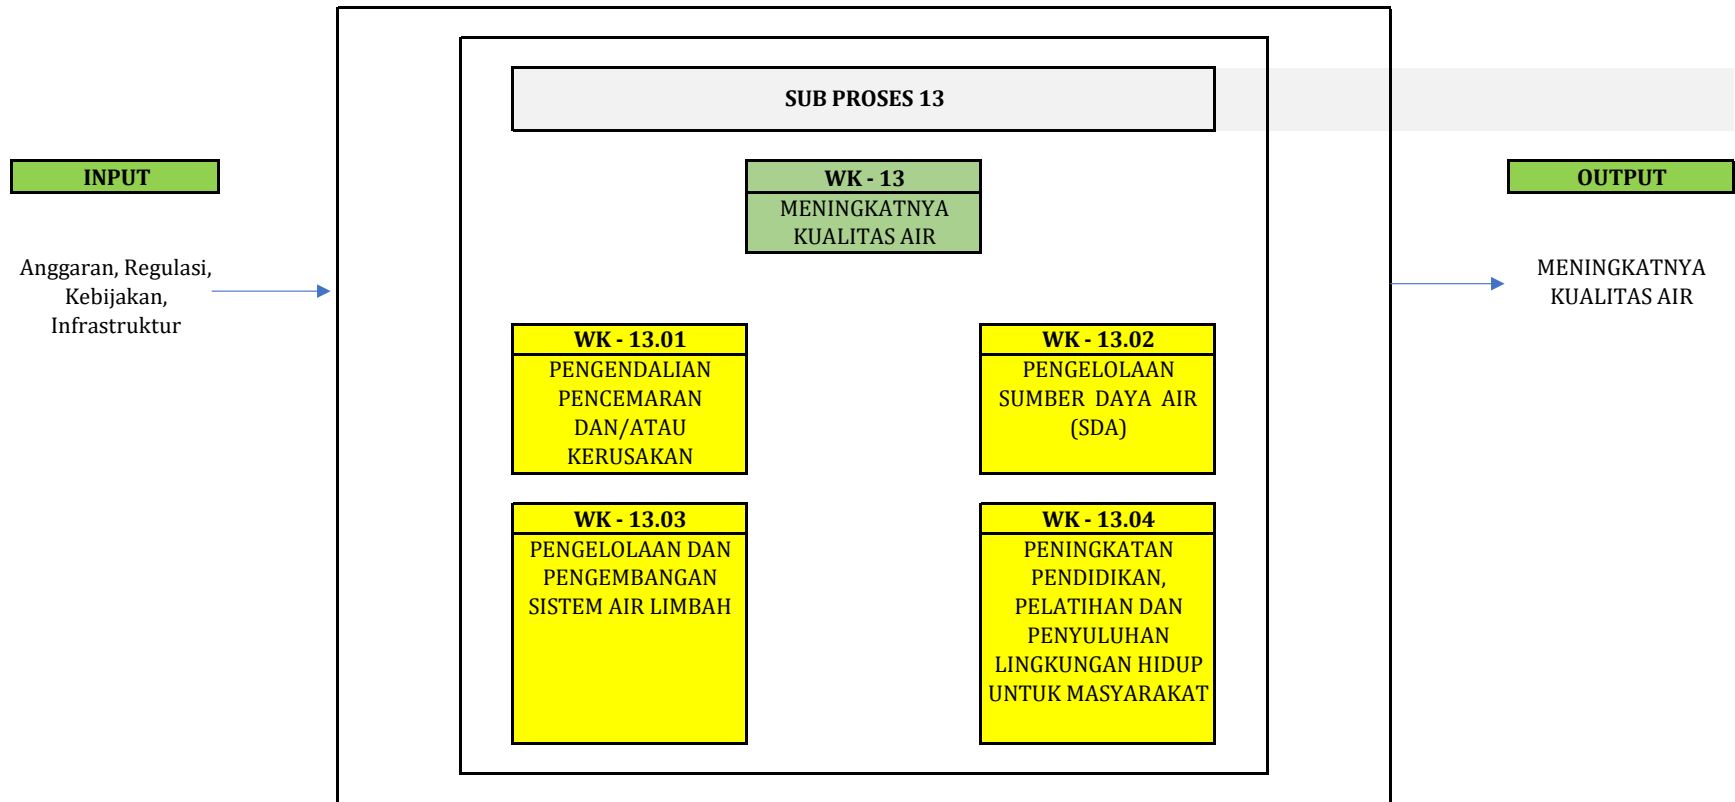 SUB PROSES 13
INPUT
Anggaran, Regulasi,
Kebijakan,
Infrastruktur
WK - 13
MENINGKATNYA
KUALITAS AIR
WK - 13.01
PENGENDALIAN
PENCEMARAN
DAN/ATAU
KERUSAKAN
WK - 13.02
PENGELOLAAN
SUMBER DAYA AIR
(SDA)
WK - 13.03
PENGELOLAAN DAN
PENGEMBANGAN
SISTEM AIR LIMBAH
WK - 13.04
PENINGKATAN
PENDIDIKAN,
PELATIHAN DAN
PENYULUHAN
LINGKUNGAN HIDUP
UNTUK MASYARAKAT
OUTPUT
MENINGKATNYA
KUALITAS AIR